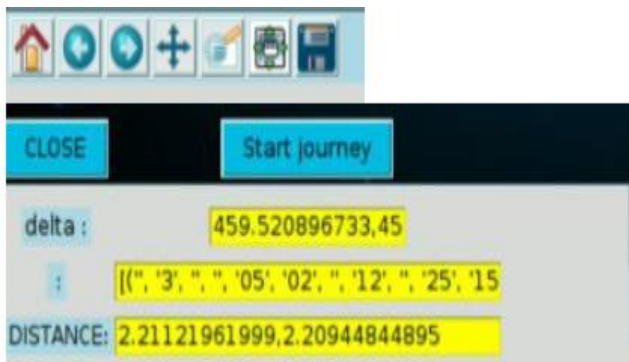 CLOSE Start journey
delta : 459.520896733,45
: [('', '3', '', '', '05', '02', '', '12', '', '25', '15
DISTANCE: 2.21121961999,2.20944844895